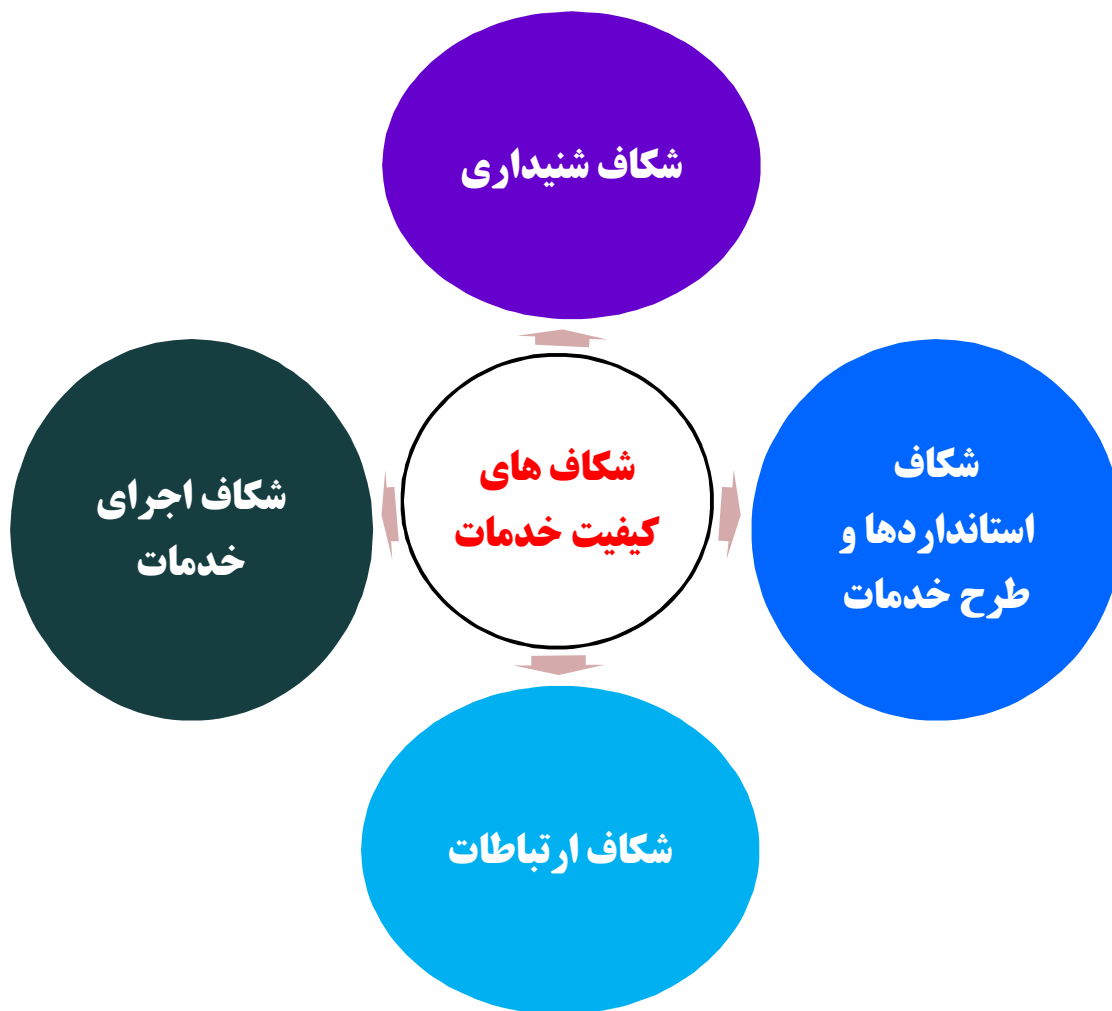 شکاف شنیداری
شکاف
استانداردها و
طرح خدمات
شکاف های
کیفیت خدمات
شکاف اجرای
خدمات
شکاف ارتباطات